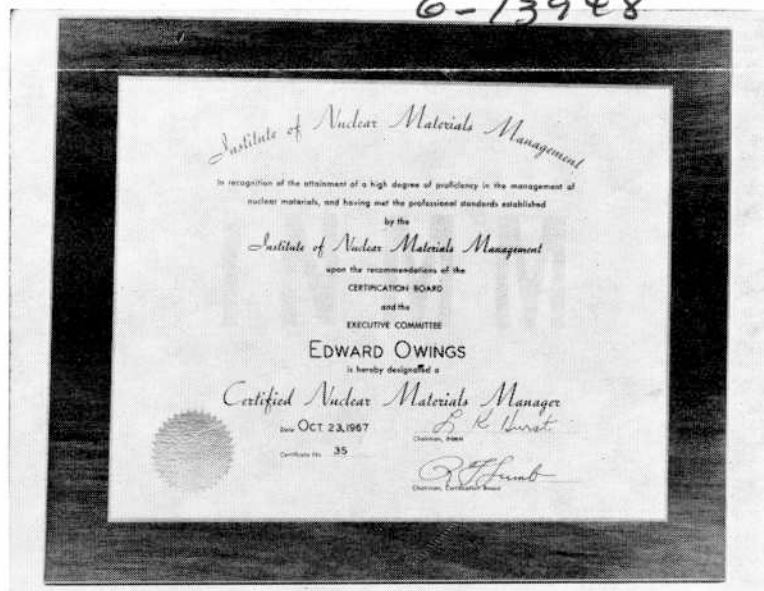 6-13948
Institute of Nuclear Materials Management
In recognition of the attainment of a high degree of proficiency in the management of
nuclear materials, and having met the professional standards established
by the
Institute of Nuclear Materials Management
upon the recommendations of the
CERTIFICATION BOARD
and the
EXECUTIVE COMMITTEE
EDWARD OWINGS
is hereby designated a
Certified Nuclear Materials Manager
Date OCT 23,1967
L K Hurst
Chairman, INMM
Certificate No. 35
R F Lumb
Chairman, Certification Board